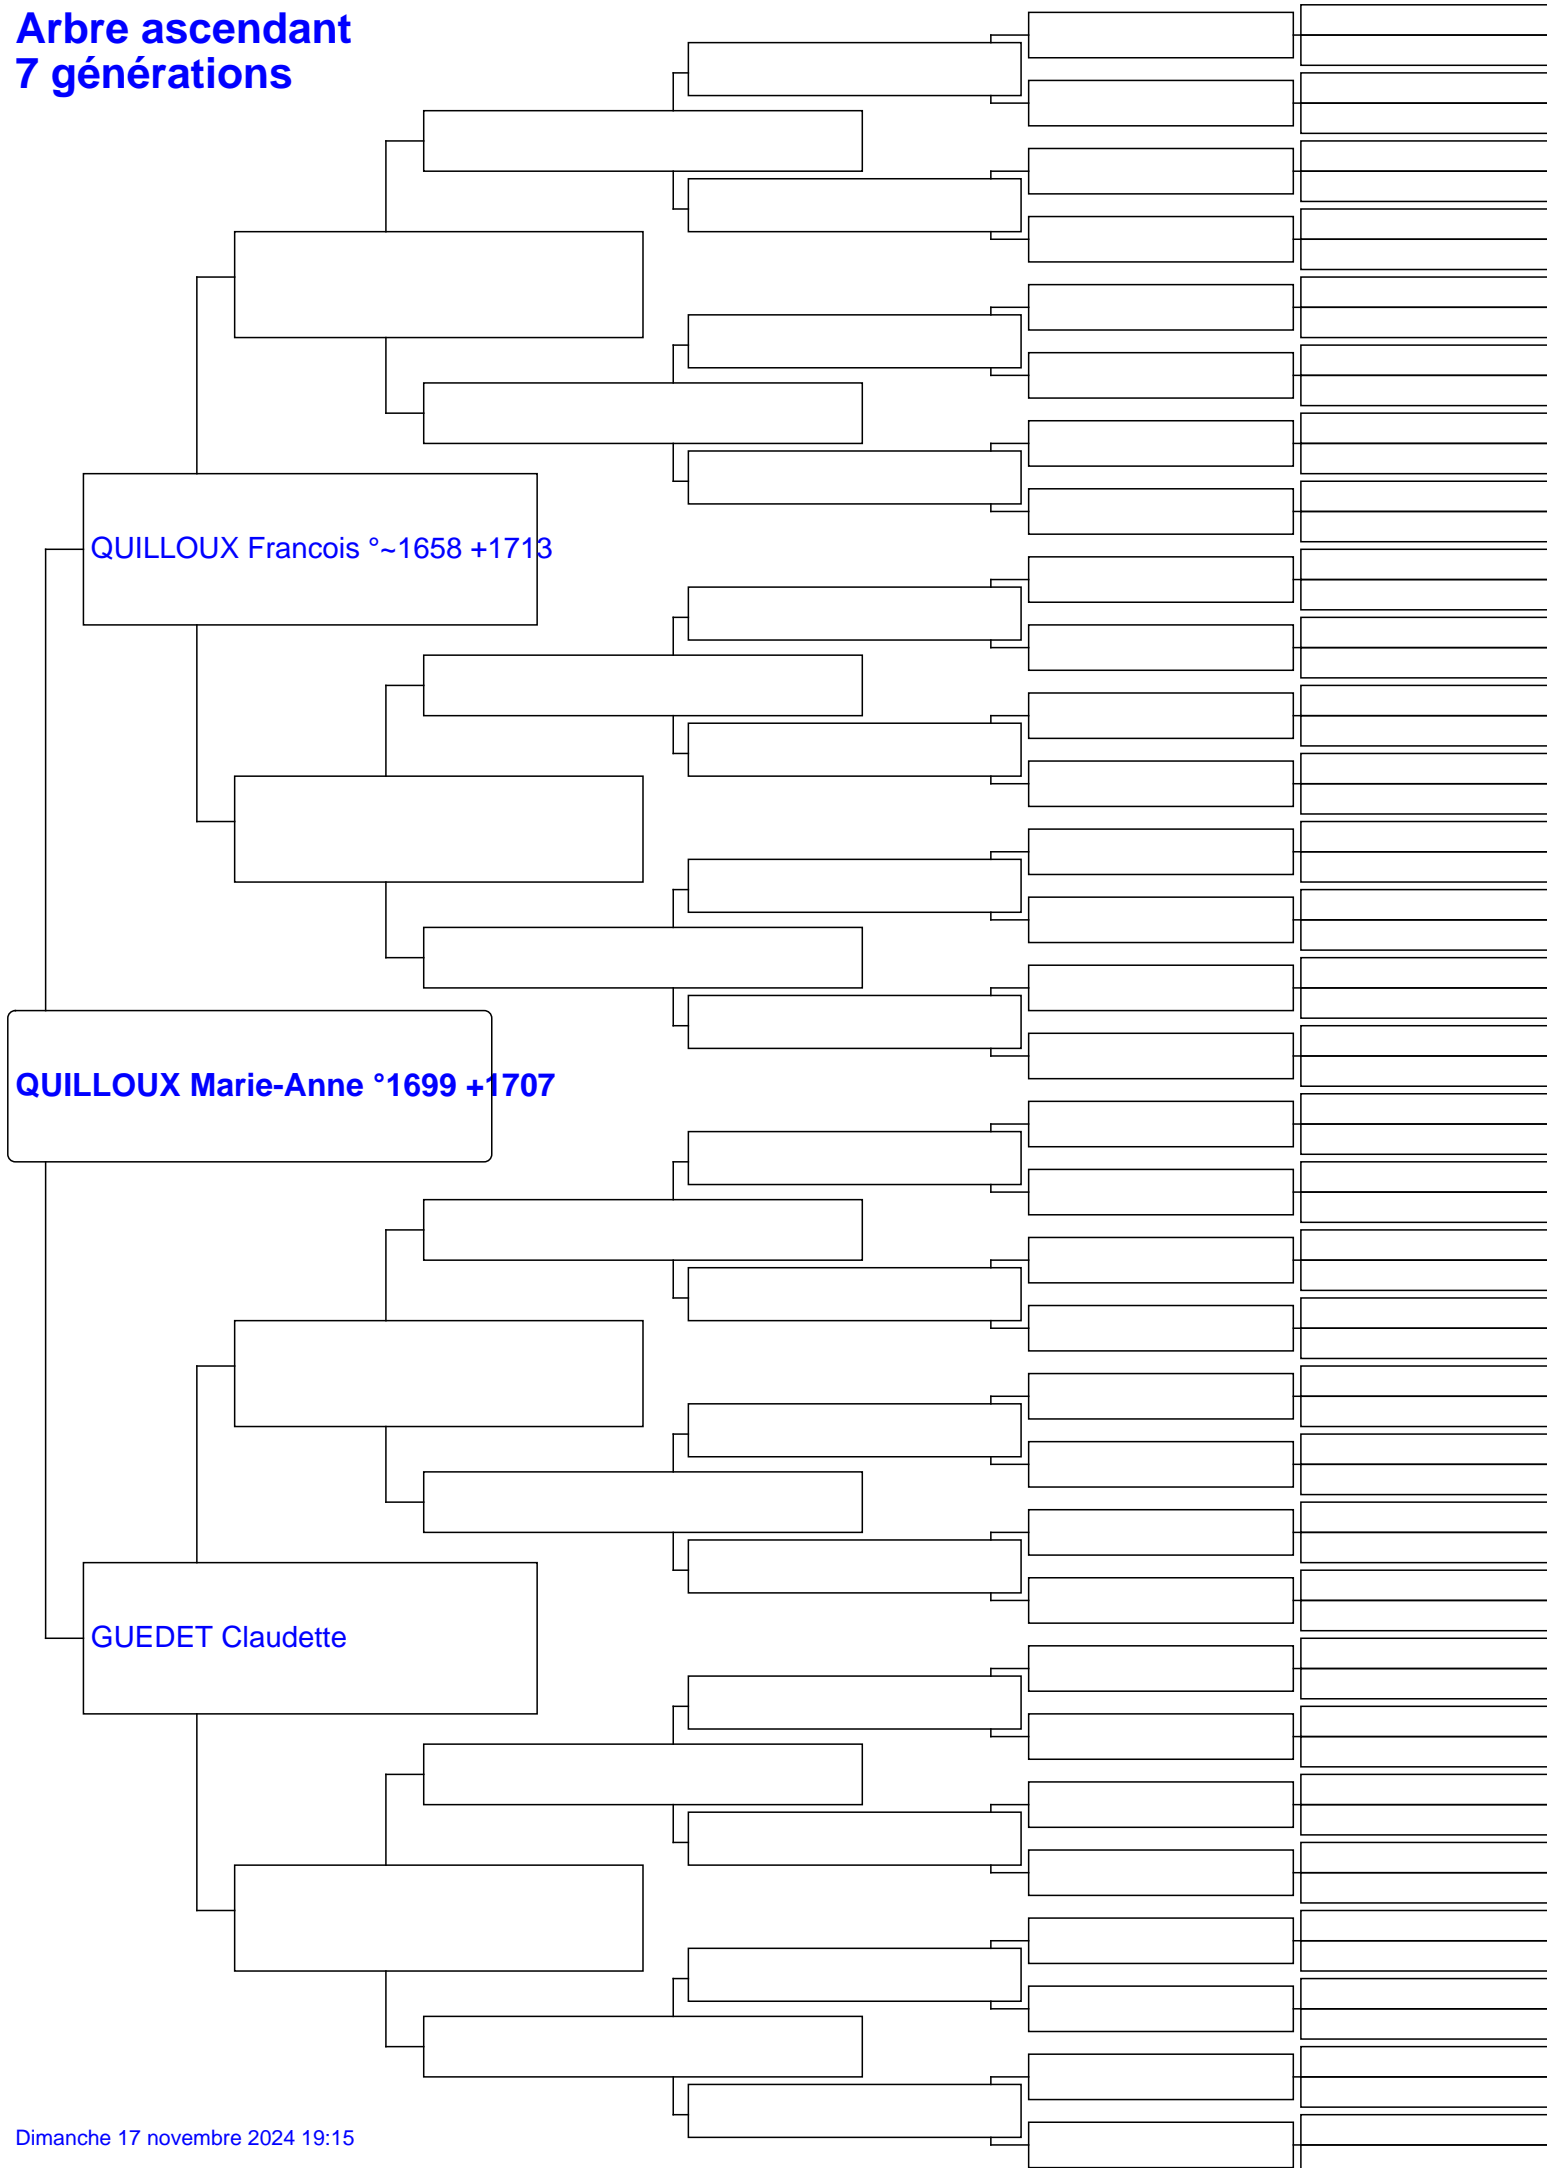 Arbre ascendant
7 générations
QUILLOUX Francois °~1658 +1713
QUILLOUX Marie-Anne °1699 +1707
GUEDET Claudette
Dimanche 17 novembre 2024 19:15